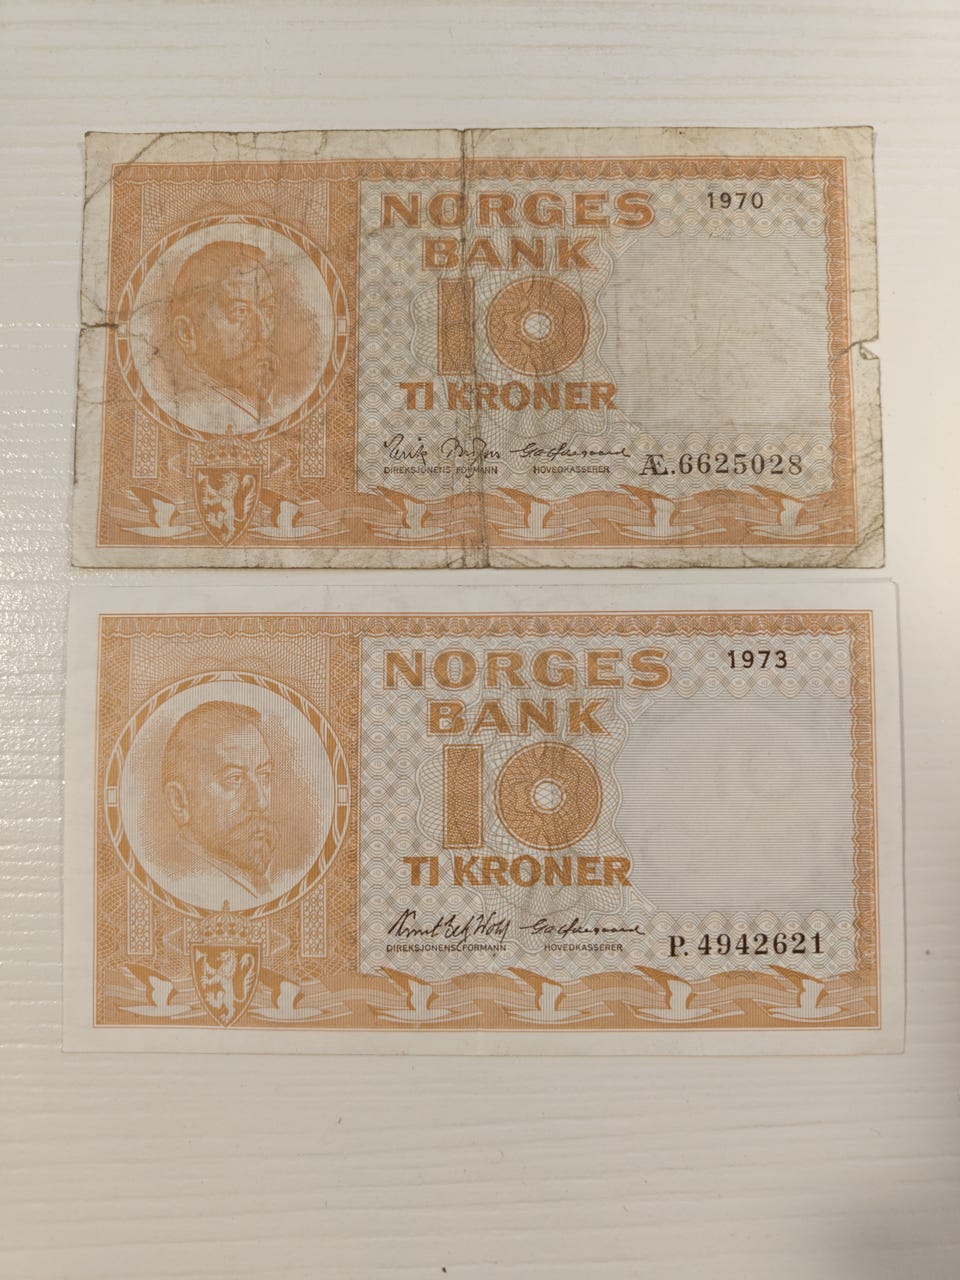 NORGES
1970
BANK
10
TI KRONER
DIREKSJONENS FORMANN
HOVEDKASSERER
Æ.6625028
NORGES
1973
BANK
10
TI KRONER
DIREKSJONENS FORMANN
HOVEDKASSERER
P.4942621